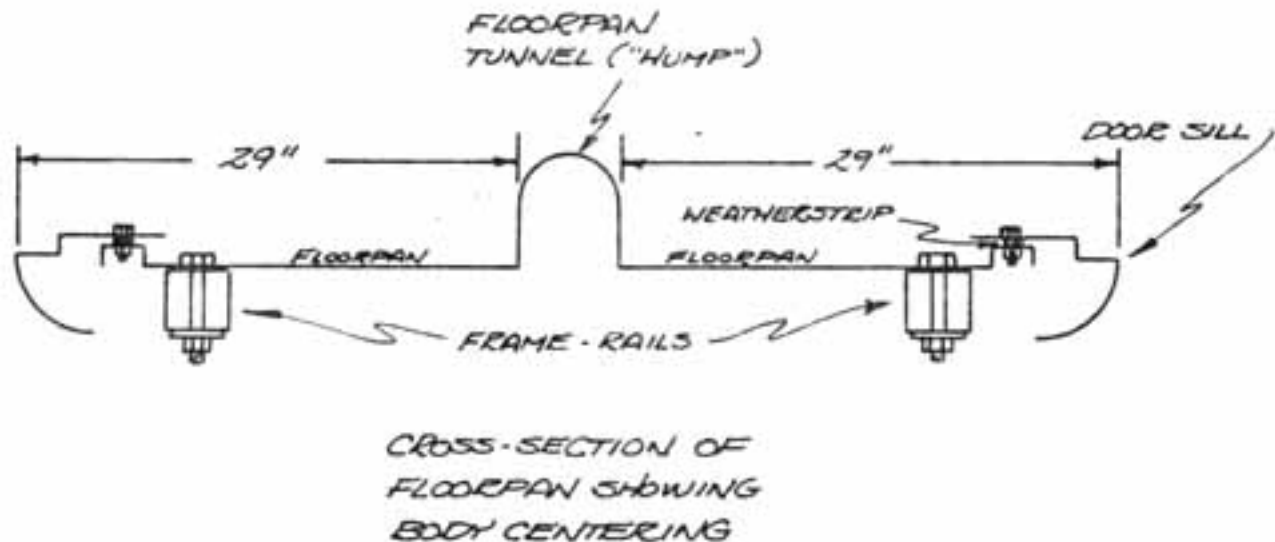 FLOORPAN
TUNNEL ("HUMP")
DOOR SILL
29"
29"
WEATHERSTRIP
FLOORPAN
FLOORPAN
FRAME-RAILS
CROSS-SECTION OF
FLOORPAN SHOWING
BODY CENTERING